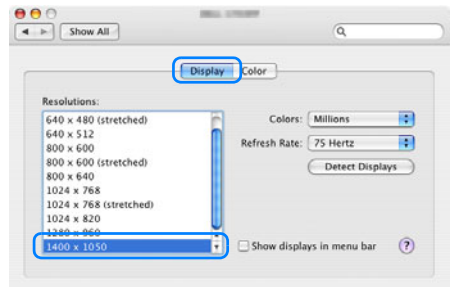 Show All
Display Color
Resolutions:
640 x 480 (stretched)
640 x 512
800 x 600
800 x 600 (stretched)
800 x 640
1024 x 768
1024 x 768 (stretched)
1024 x 820
1280 x 960
1400 x 1050
Colors: Millions
Refresh Rate: 75 Hertz
Detect Displays
Show displays in menu bar ?